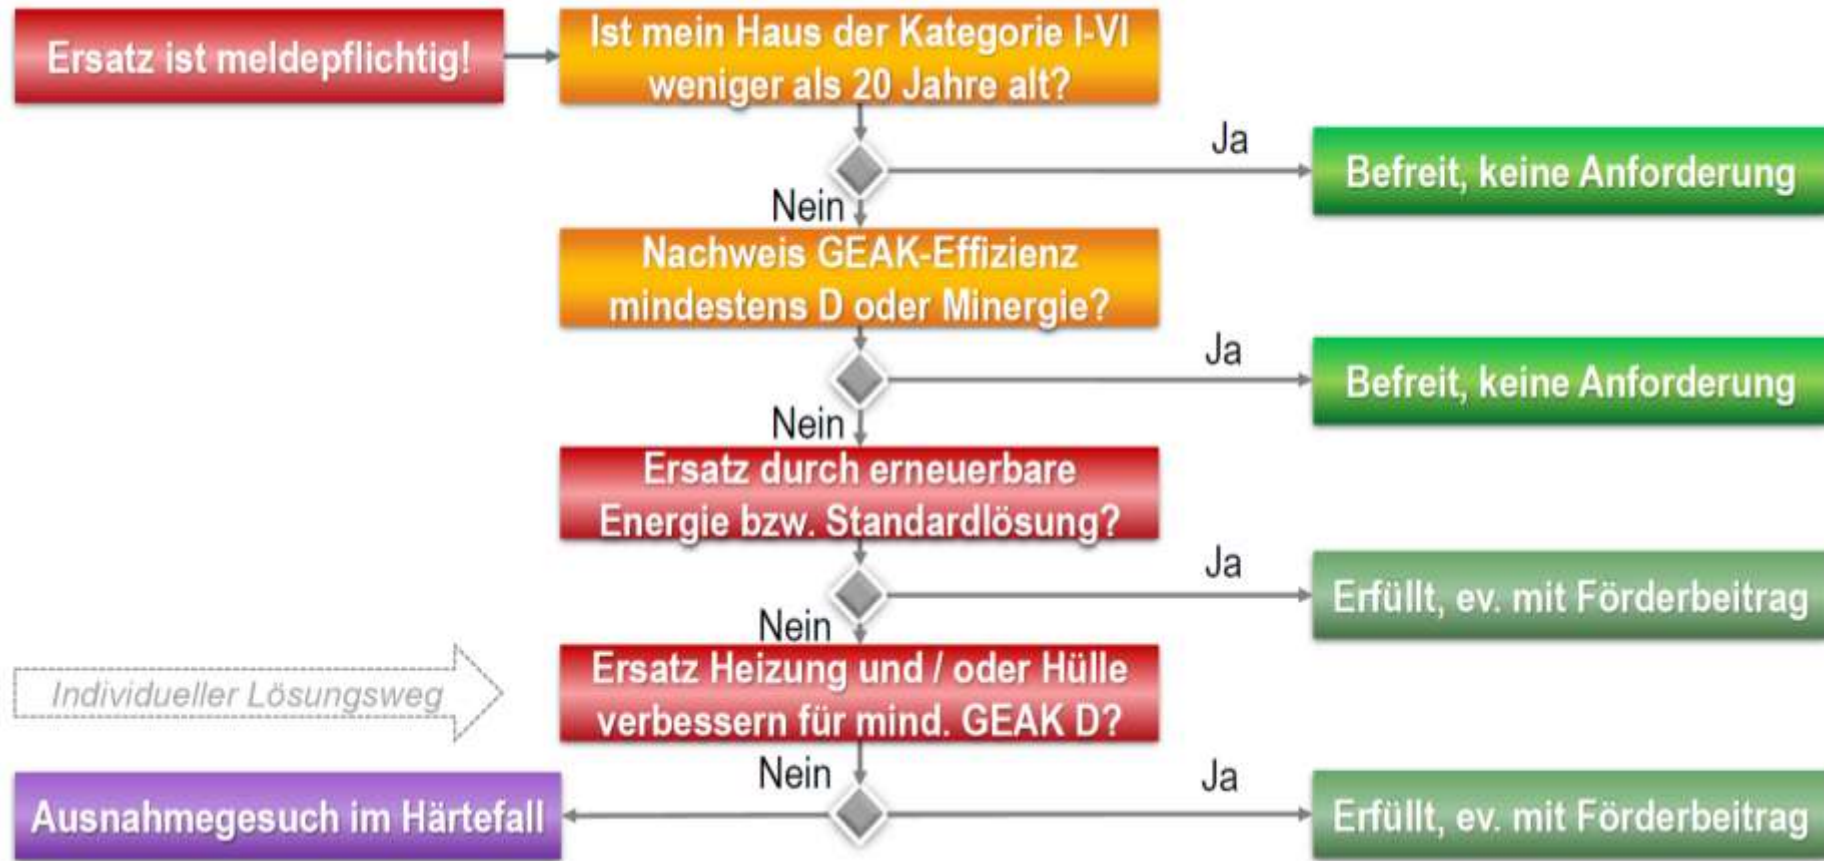 Ersatz ist meldepflichtig!
Ist mein Haus der Kategorie I-VI
weniger als 20 Jahre alt?
Ja
Befreit, keine Anforderung
Nein
Nachweis GEAK-Effizienz
mindestens D oder Minergie?
Ja
Befreit, keine Anforderung
Nein
Ersatz durch erneuerbare
Energie bzw. Standardlösung?
Ja
Erfüllt, ev. mit Förderbeitrag
Nein
Individueller Lösungsweg
Ersatz Heizung und / oder Hülle
verbessern für mind. GEAK D?
Nein
Ja
Ausnahmegesuch im Härtefall
Erfüllt, ev. mit Förderbeitrag